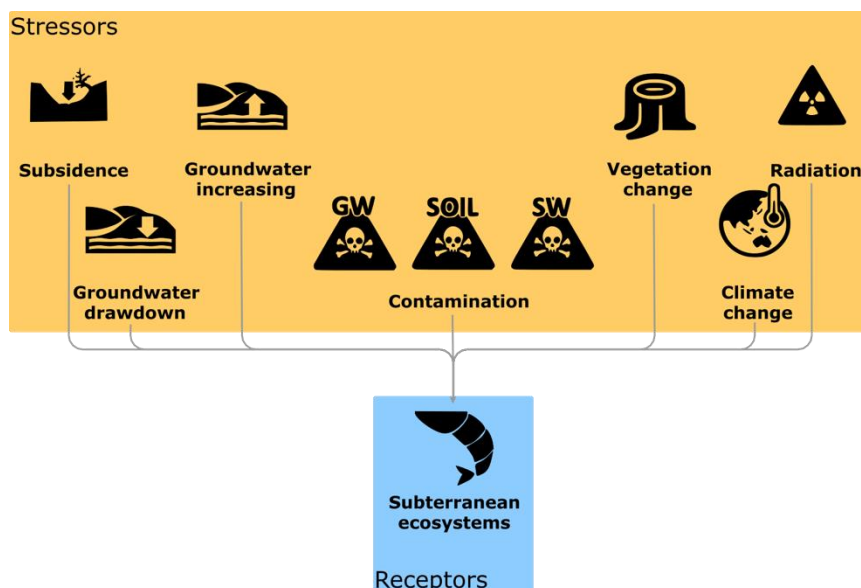 Stressors
Subsidence
Groundwater
increasing
Vegetation
change
Radiation
GW
SOIL
SW
Groundwater
drawdown
Contamination
Climate
change
Subterranean
ecosystems
Receptors